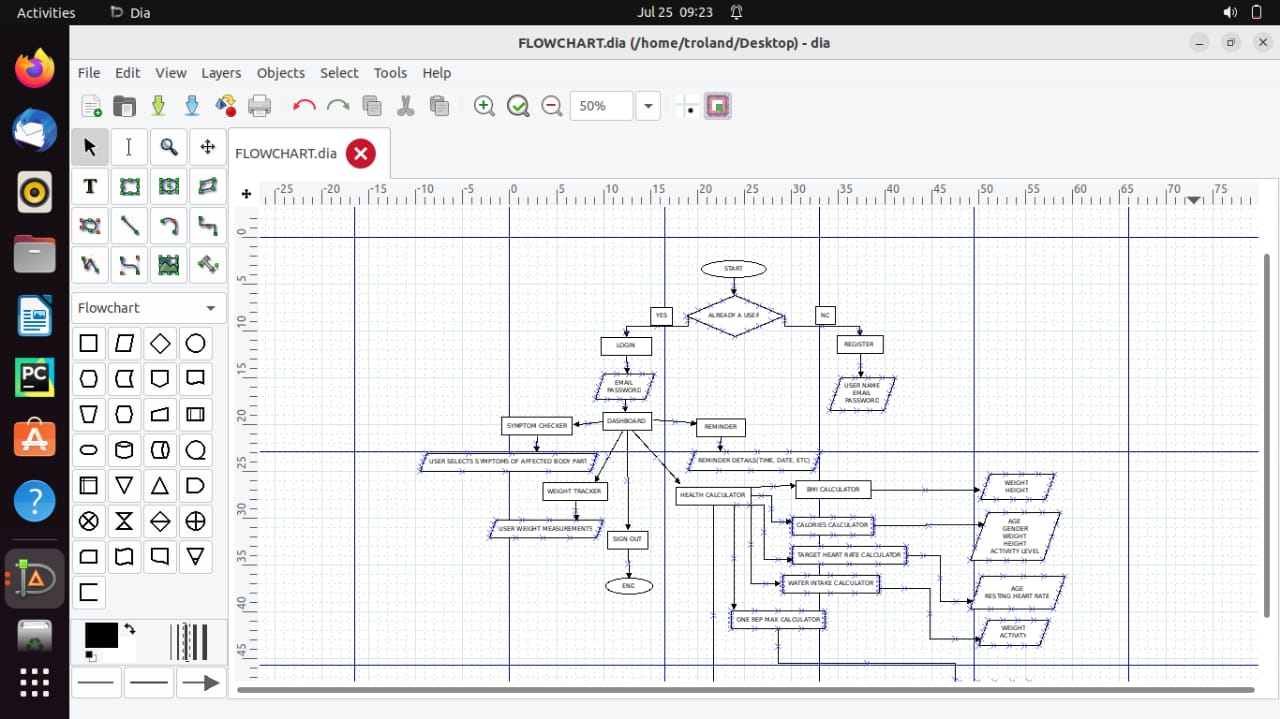 Activities Dia Jul 25 09:23
FLOWCHART.dia (/home/troland/Desktop) - dia
File Edit View Layers Objects Select Tools Help
50%
FLOWCHART.dia
-25 -20 -15 -10 -5 0 5 10 15 20 25 30 35 40 45 50 55 60 65 70 75
T
Flowchart
PC
?
0
5
10
15
20
25
30
35
40
45
START
YES
ALREADY A USER
NC
LOGIN
REGISTER
EMAIL
PASSWORD
USER NAME
EMAIL
PASSWORD
SYMPTOM CHECKER
DASHBOARD
REMINDER
USER SELECTS SYMPTOMS OF AFFECTED BODY PART
REMINDER DETAILS(TIME, DATE, ETC)
WEIGHT TRACKER
HEALTH CALCULATOR
BMI CALCULATOR
WEIGHT
HEIGHT
USER WEIGHT MEASUREMENTS
SIGN OUT
CALORIES CALCULATOR
AGE
GENDER
WEIGHT
HEIGHT
ACTIVITY LEVEL
TARGET HEART RATE CALCULATOR
END
WATER INTAKE CALCULATOR
AGE
RESTING HEART RATE
ONE REP MAX CALCULATOR
WEIGHT
ACTIVITY